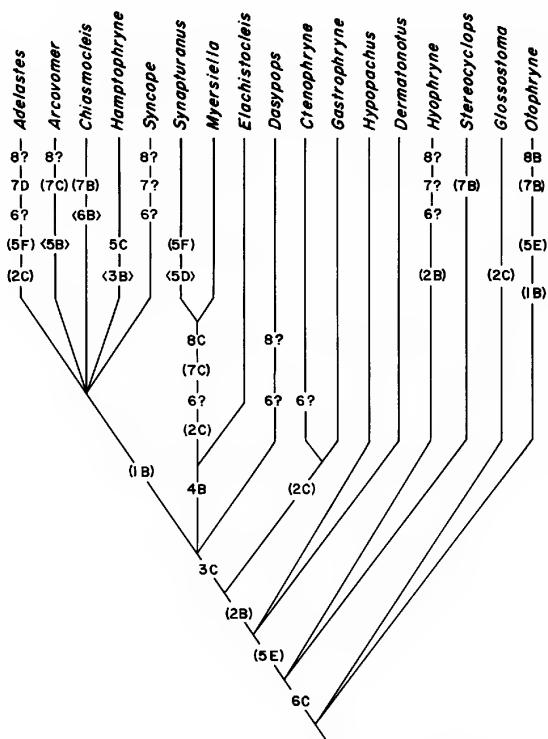 Adelastes Arcovomer Chiasmocleis Hamptophryne Syncope Synapturanus Myersiella Elachistocleis Dasypops Ctenophryne Gastrophryne Hypopachus Dermatonotus Hyophryne Stereocyclops Glossostoma Otophryne
8? 8? 8? 8? 8B
7D (7C) (7B) 7? 7? (7B) (7B)
6? <6B> 6? 6?
(5F) <5B> 5C (5F) (5E)
(2C) <3B> <5D> (2B) (2C) (1B)
8C 8?
(7C)
6? 6? 6?
(2C)
(1B)
4B (2C)
3C
(2B)
(5E)
6C